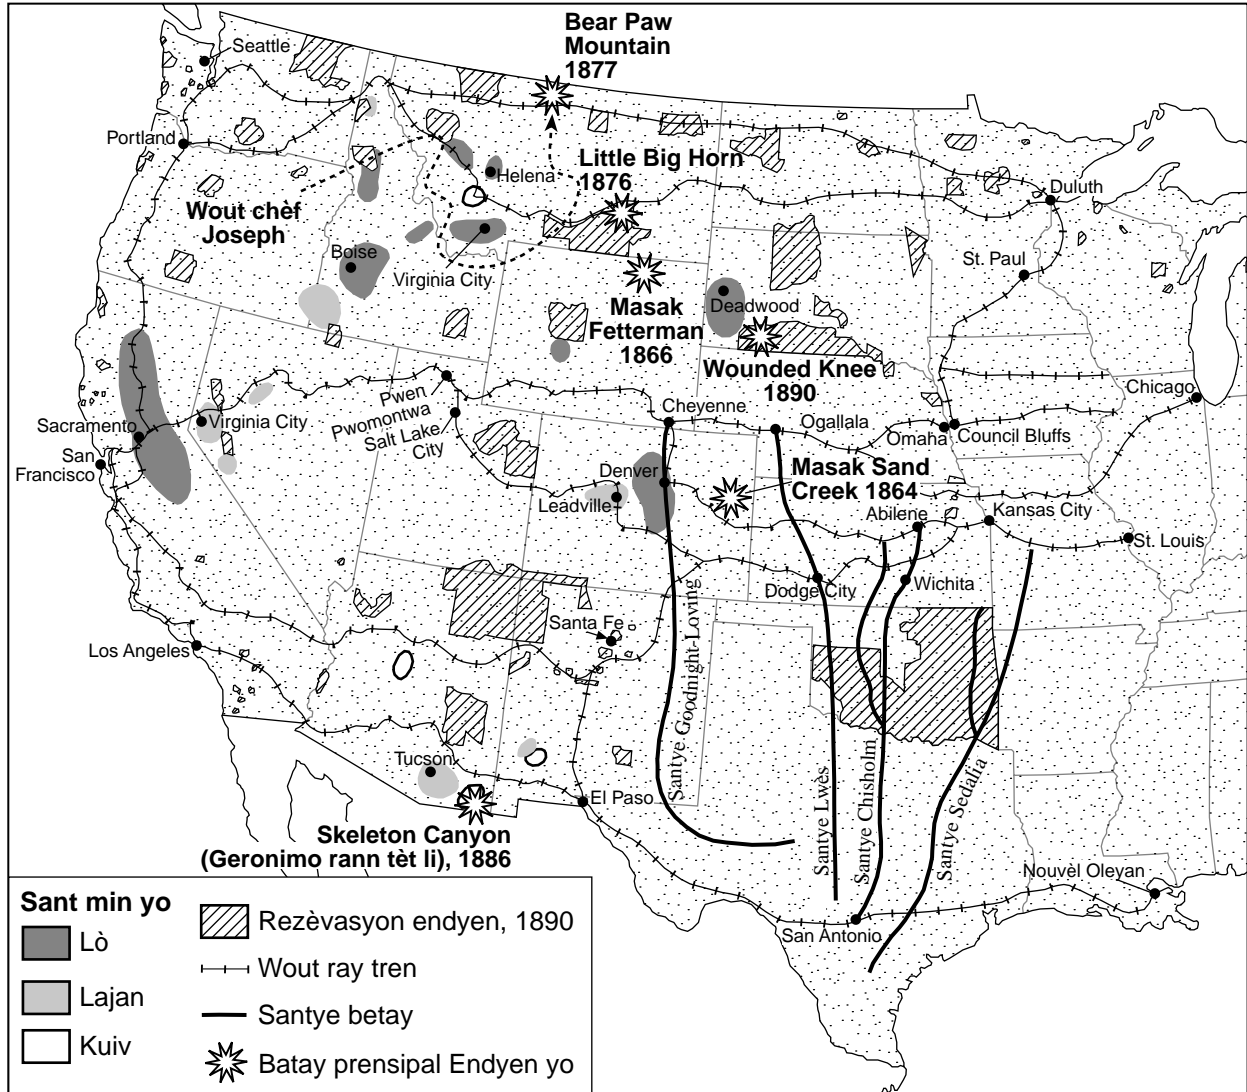 Bear Paw
Mountain
1877
Seattle
Portland
Little Big Horn
1876
Helena
Duluth
Wout chèf
Joseph
Boise
Virginia City
St. Paul
Masak
Fetterman
1866
Deadwood
Wounded Knee
1890
Chicago
Pwen
Pwomontwa
Salt Lake
City
Cheyenne
Ogallala
Omaha
Council Bluffs
Sacramento
Virginia City
San
Francisco
Denver
Leadville
Masak Sand
Creek 1864
Abilene
Kansas City
St. Louis
Dodge City
Wichita
Santa Fe
Los Angeles
Santye Goodnight-Loving
Santye Lwès
Santye Chisholm
Santye Sedalia
Tucson
El Paso
Skeleton Canyon
(Geronimo rann tèt li), 1886
Nouvèl Oleyan
San Antonio
Sant min yo
Lò
Lajan
Kuiv
Rezèvasyon endyen, 1890
Wout ray tren
Santye betay
Batay prensipal Endyen yo